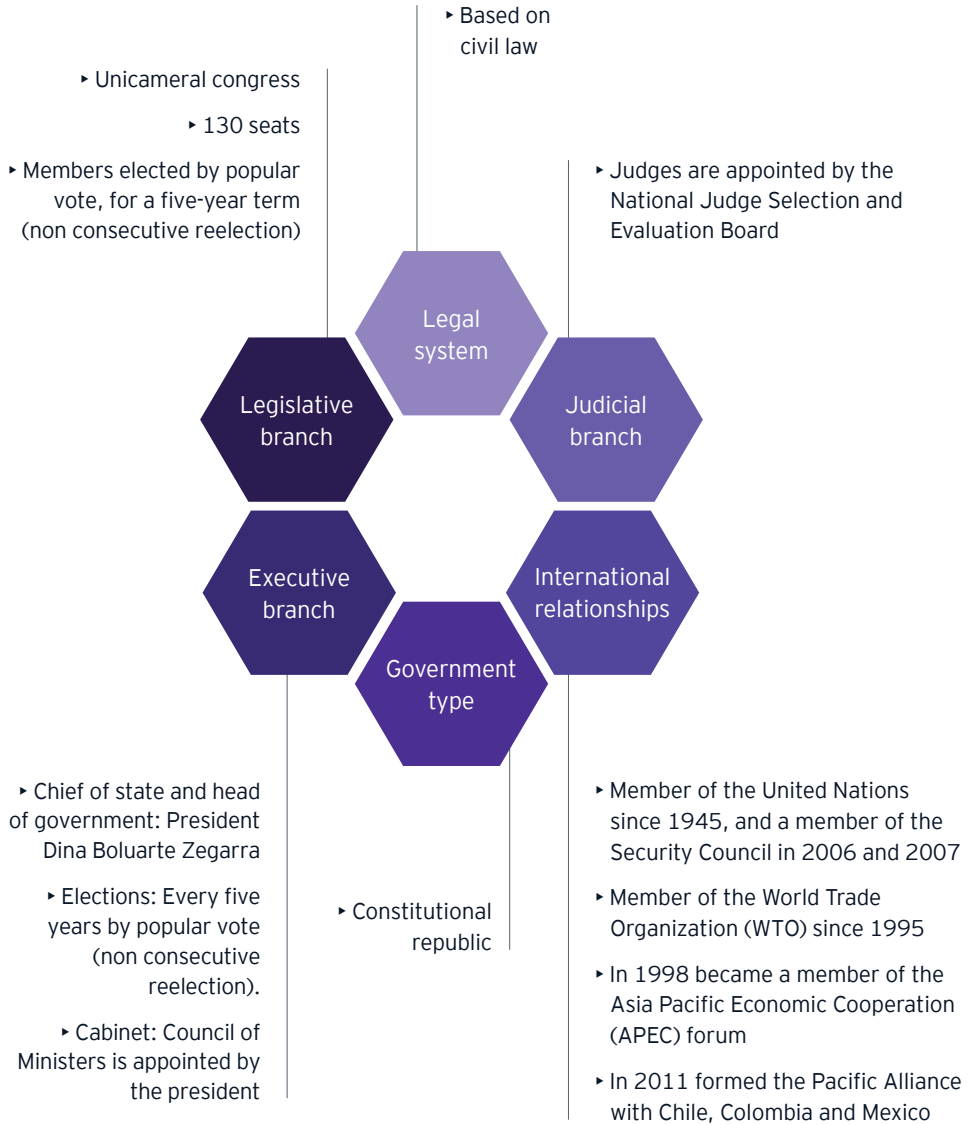 ▸ Based on
civil law
▸ Unicameral congress
▸ 130 seats
▸ Members elected by popular
vote, for a five-year term
(non consecutive reelection)
▸ Judges are appointed by the
National Judge Selection and
Evaluation Board
Legal
system
Legislative
branch
Judicial
branch
Executive
branch
International
relationships
Government
type
▸ Chief of state and head
of government: President
Dina Boluarte Zegarra
▸ Elections: Every five
years by popular vote
(non consecutive
reelection).
▸ Cabinet: Council of
Ministers is appointed by
the president
▸ Constitutional
republic
▸ Member of the United Nations
since 1945, and a member of the
Security Council in 2006 and 2007
▸ Member of the World Trade
Organization (WTO) since 1995
▸ In 1998 became a member of the
Asia Pacific Economic Cooperation
(APEC) forum
▸ In 2011 formed the Pacific Alliance
with Chile, Colombia and Mexico